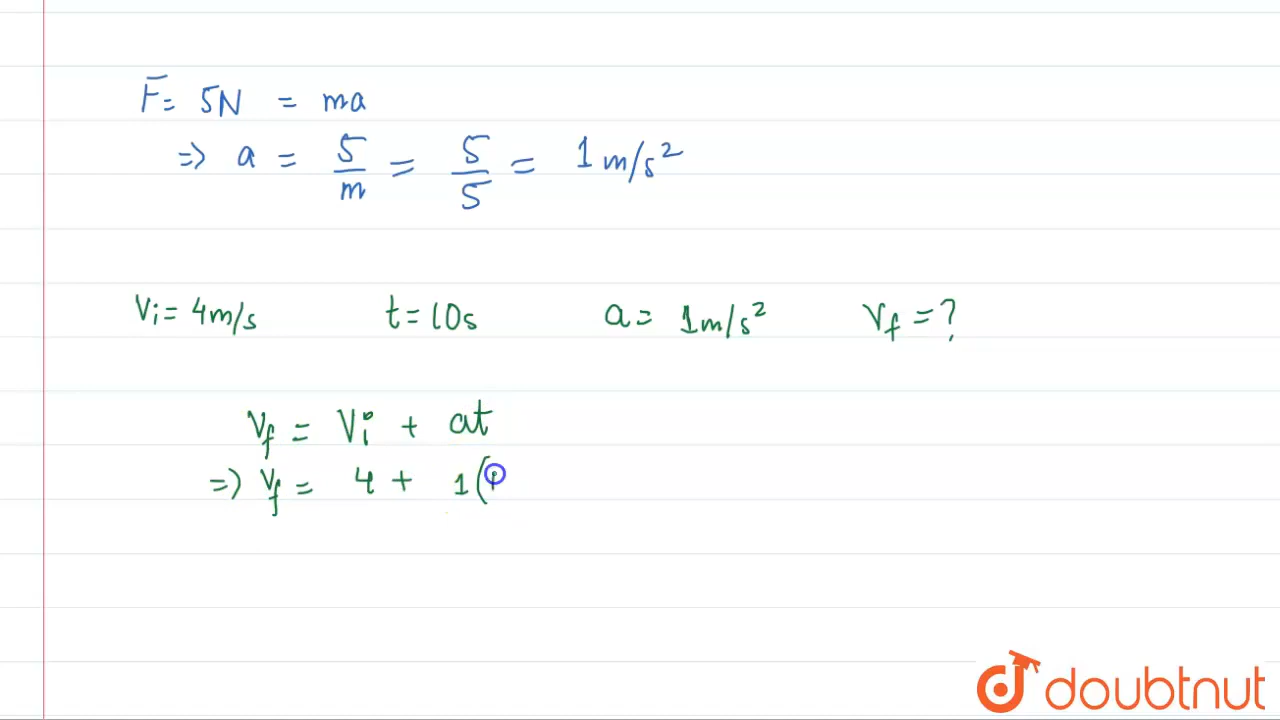 F̅ = 5N = ma
⇒ a = 5/m = 5/5 = 1 m/s²
Vi = 4m/s t = 10s a = 1m/s² Vf = ?
Vf = Vi + at
⇒ Vf = 4 + 1(1
doubtnut